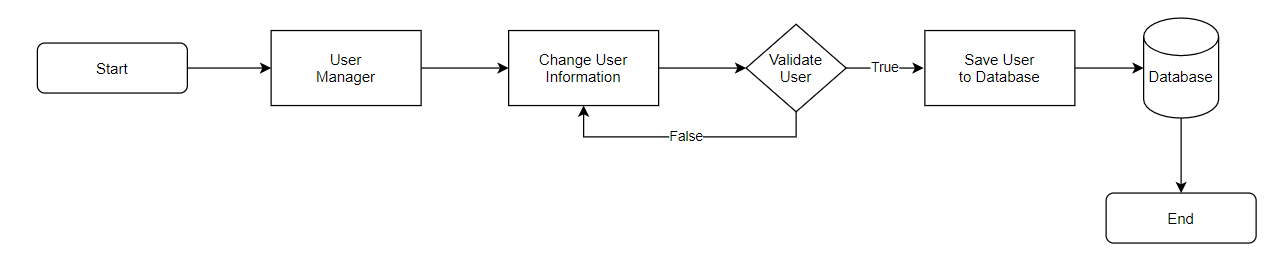 Start
User
Manager
Change User
Information
Validate
User
True
Save User
to Database
Database
False
End